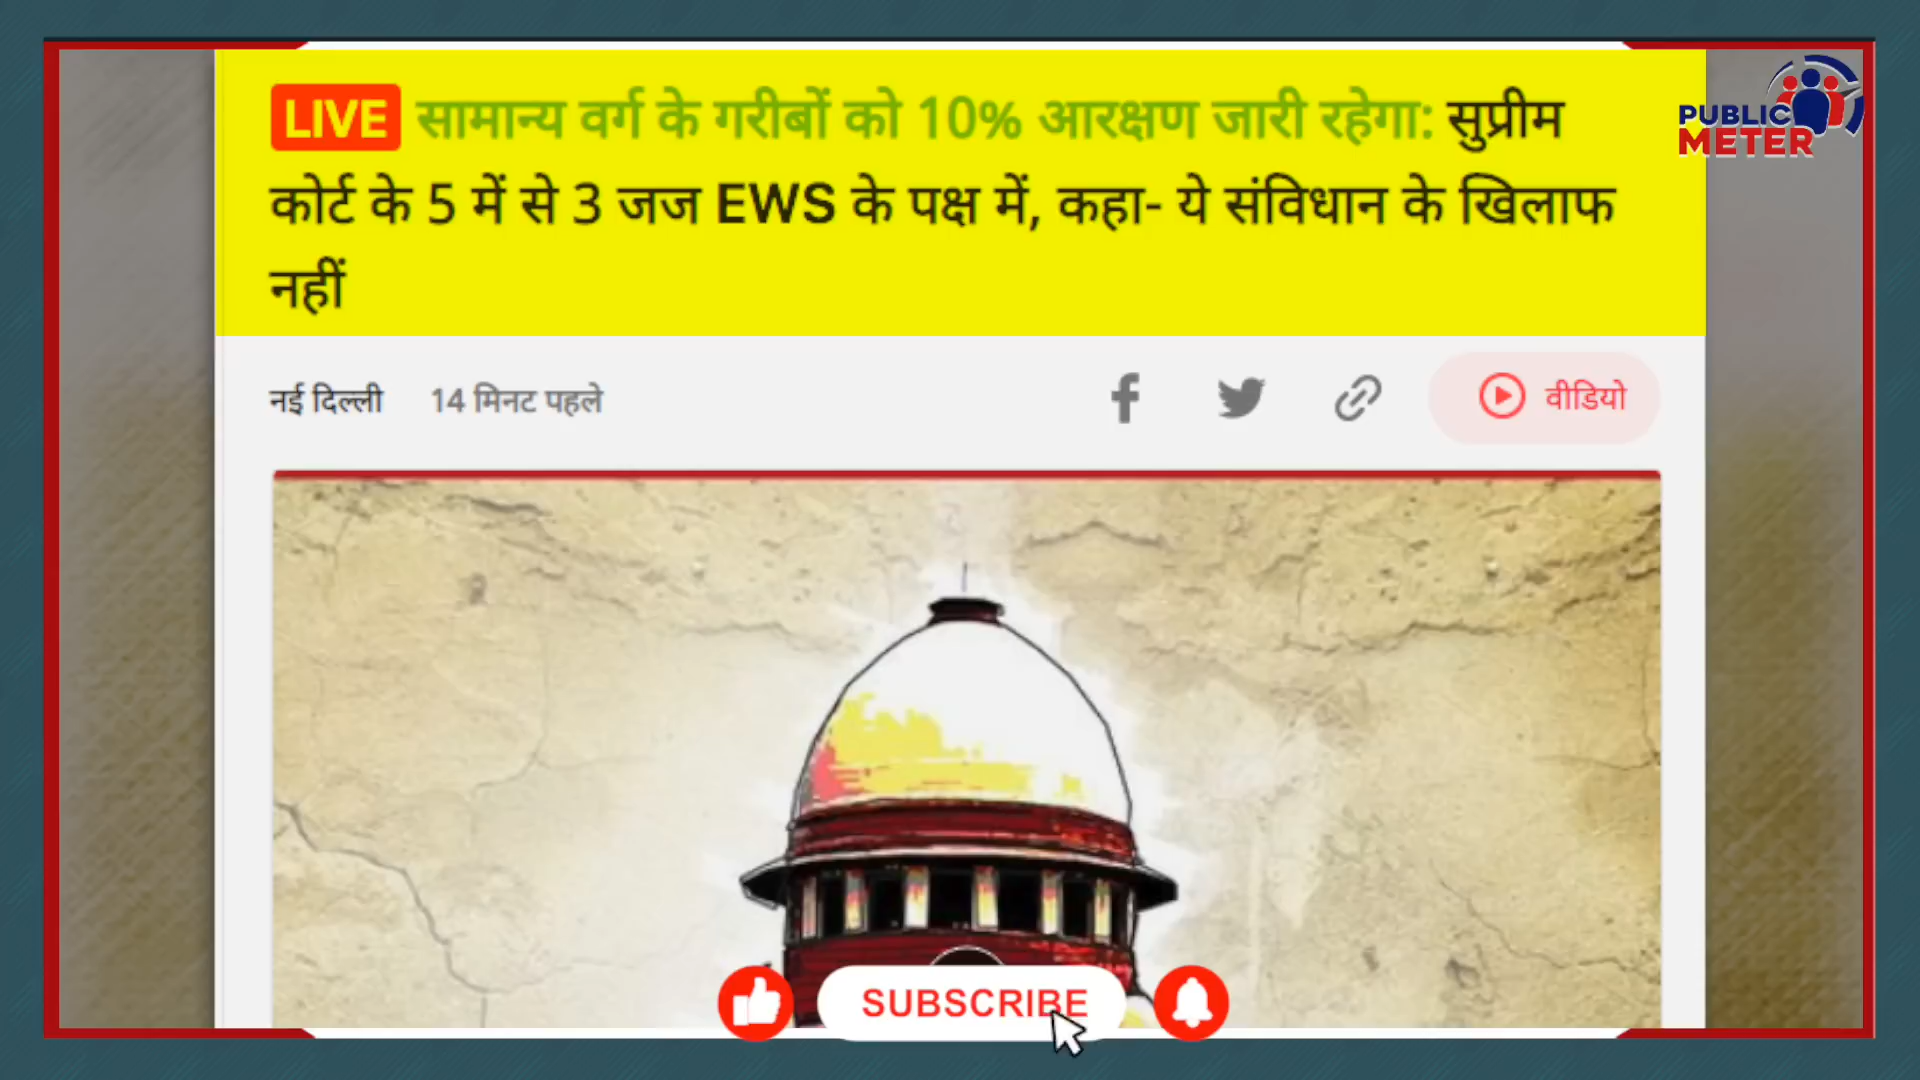 LIVE सामान्य वर्ग के गरीबों को 10% आरक्षण जारी रहेगा: सुप्रीम
कोर्ट के 5 में से 3 जज EWS के पक्ष में, कहा- ये संविधान के खिलाफ
नहीं
PUBLIC
METER
नई दिल्ली 14 मिनट पहले
वीडियो
SUBSCRIBE